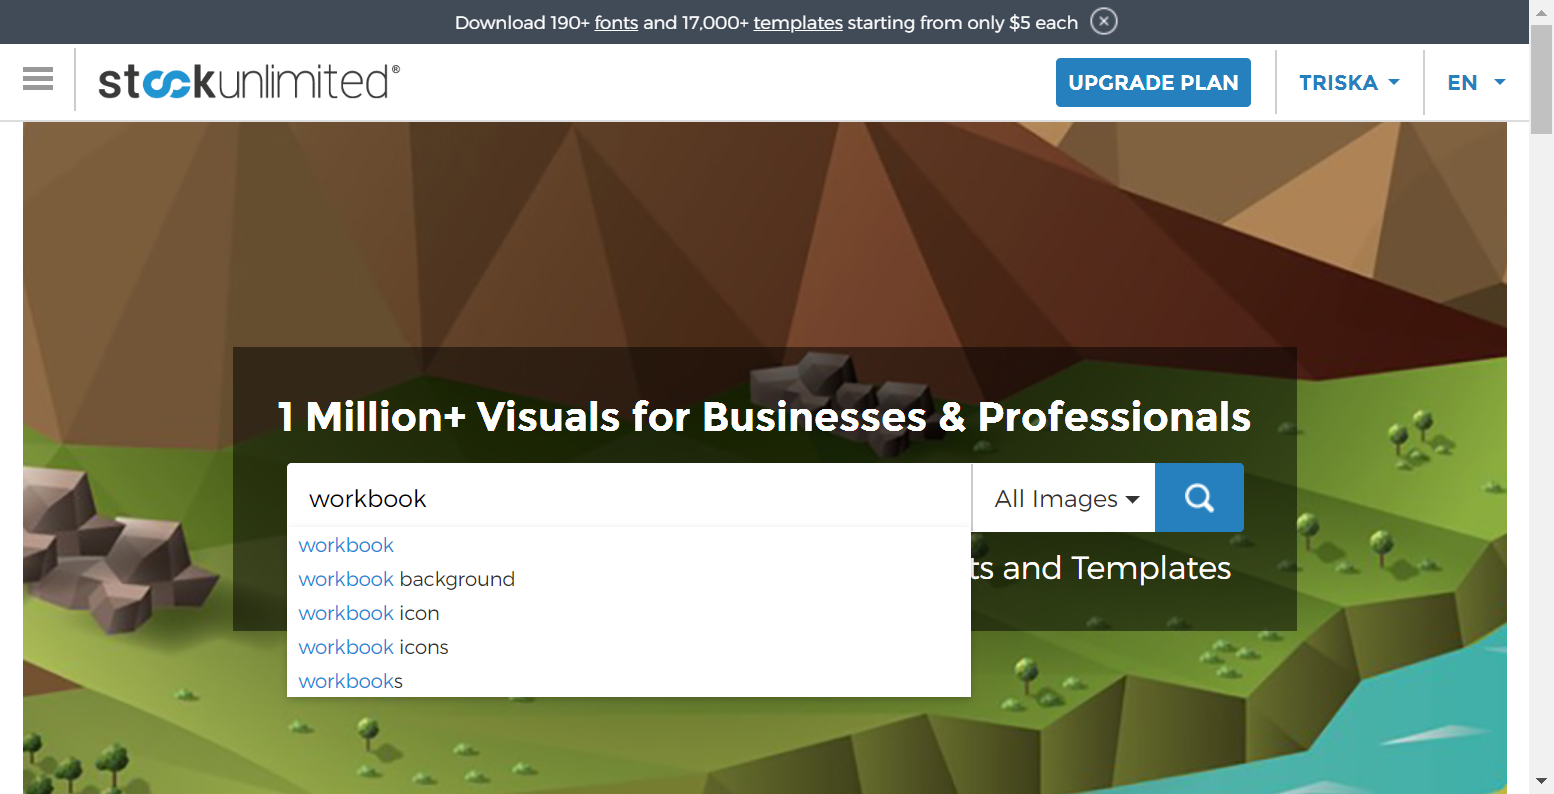 Download 190+ fonts and 17,000+ templates starting from only $5 each
stockunlimited®
UPGRADE PLAN
TRISKA
EN
1 Million+ Visuals for Businesses & Professionals
workbook
All Images
workbook
workbook background
ts and Templates
workbook icon
workbook icons
workbooks